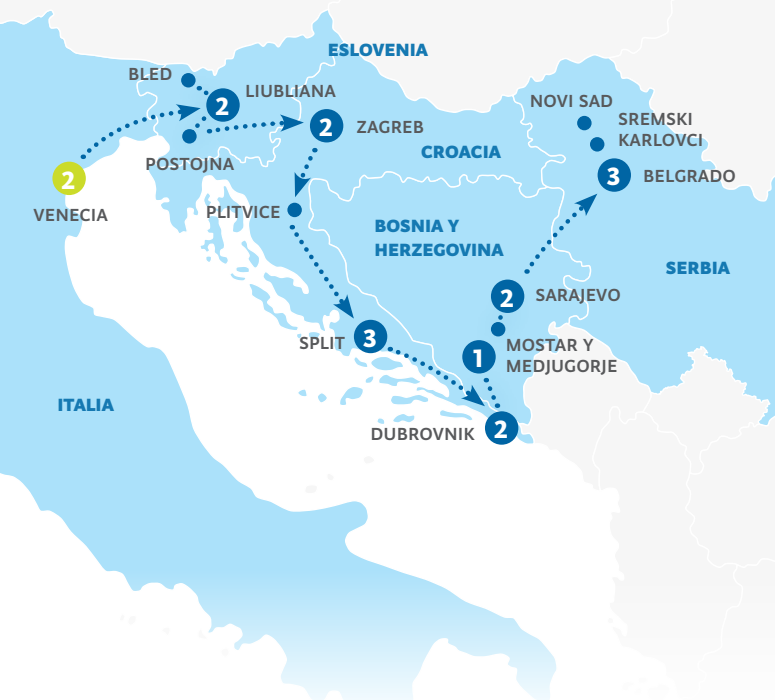 ESLOVENIA
BLED
LIUBLIANA
2
2
ZAGREB
POSTOJNA
NOVI SAD
SREMSKI
KARLOVCI
CROACIA
2
VENECIA
3
BELGRADO
PLITVICE
BOSNIA Y
HERZEGOVINA
SERBIA
2
SARAJEVO
SPLIT
3
1
MOSTAR Y
MEDJUGORJE
ITALIA
DUBROVNIK
2